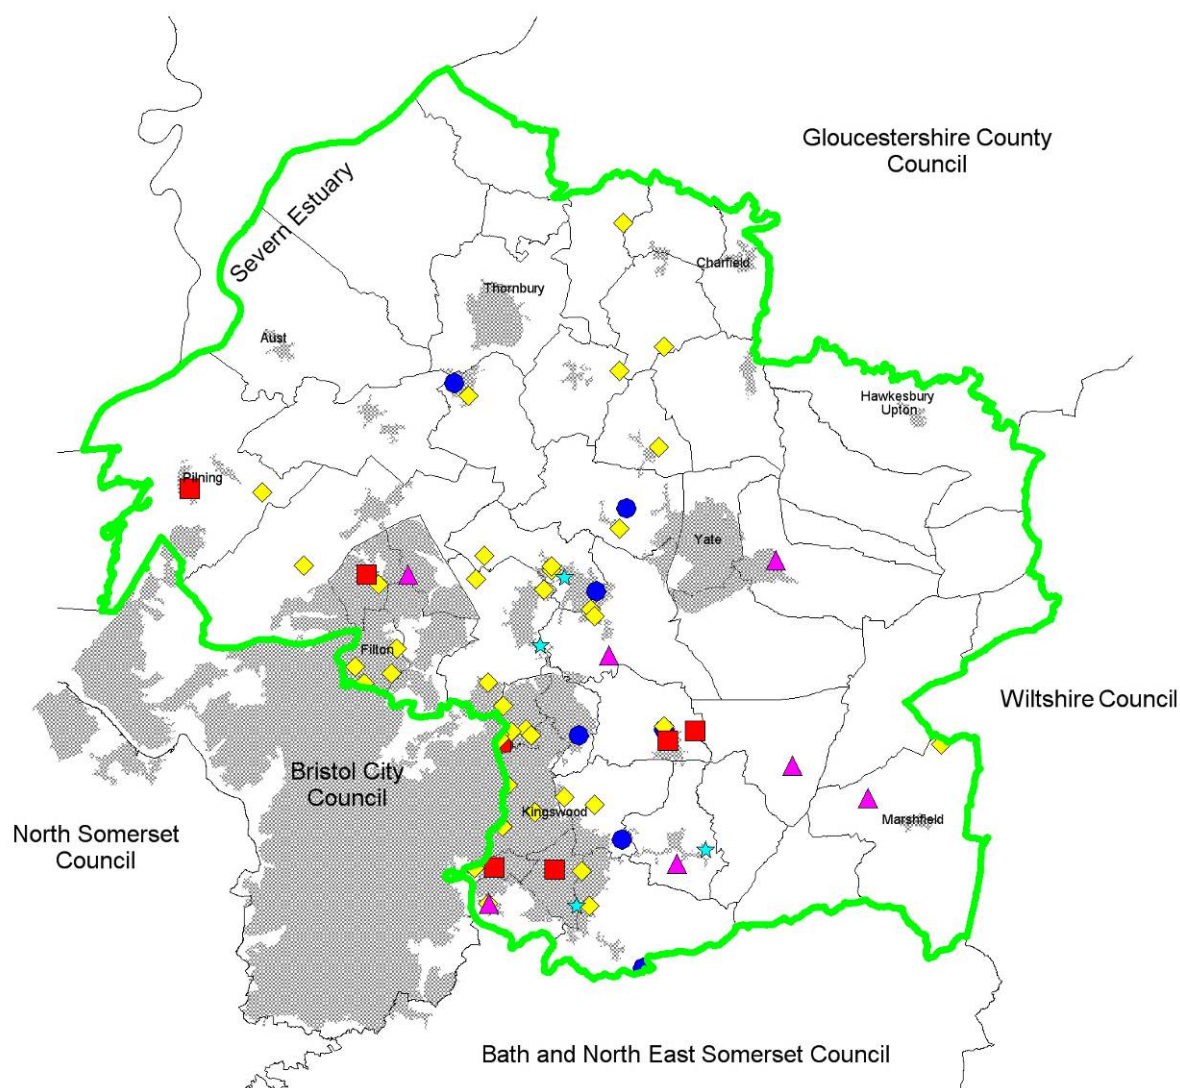 Gloucestershire County
Council
Severn Estuary
Charfield
Thornbury
Aust
Hawkesbury
Upton
Pilning
Yate
Filton
Wiltshire Council
Bristol City
Council
Kingswood
Marshfield
North Somerset
Council
Bath and North East Somerset Council